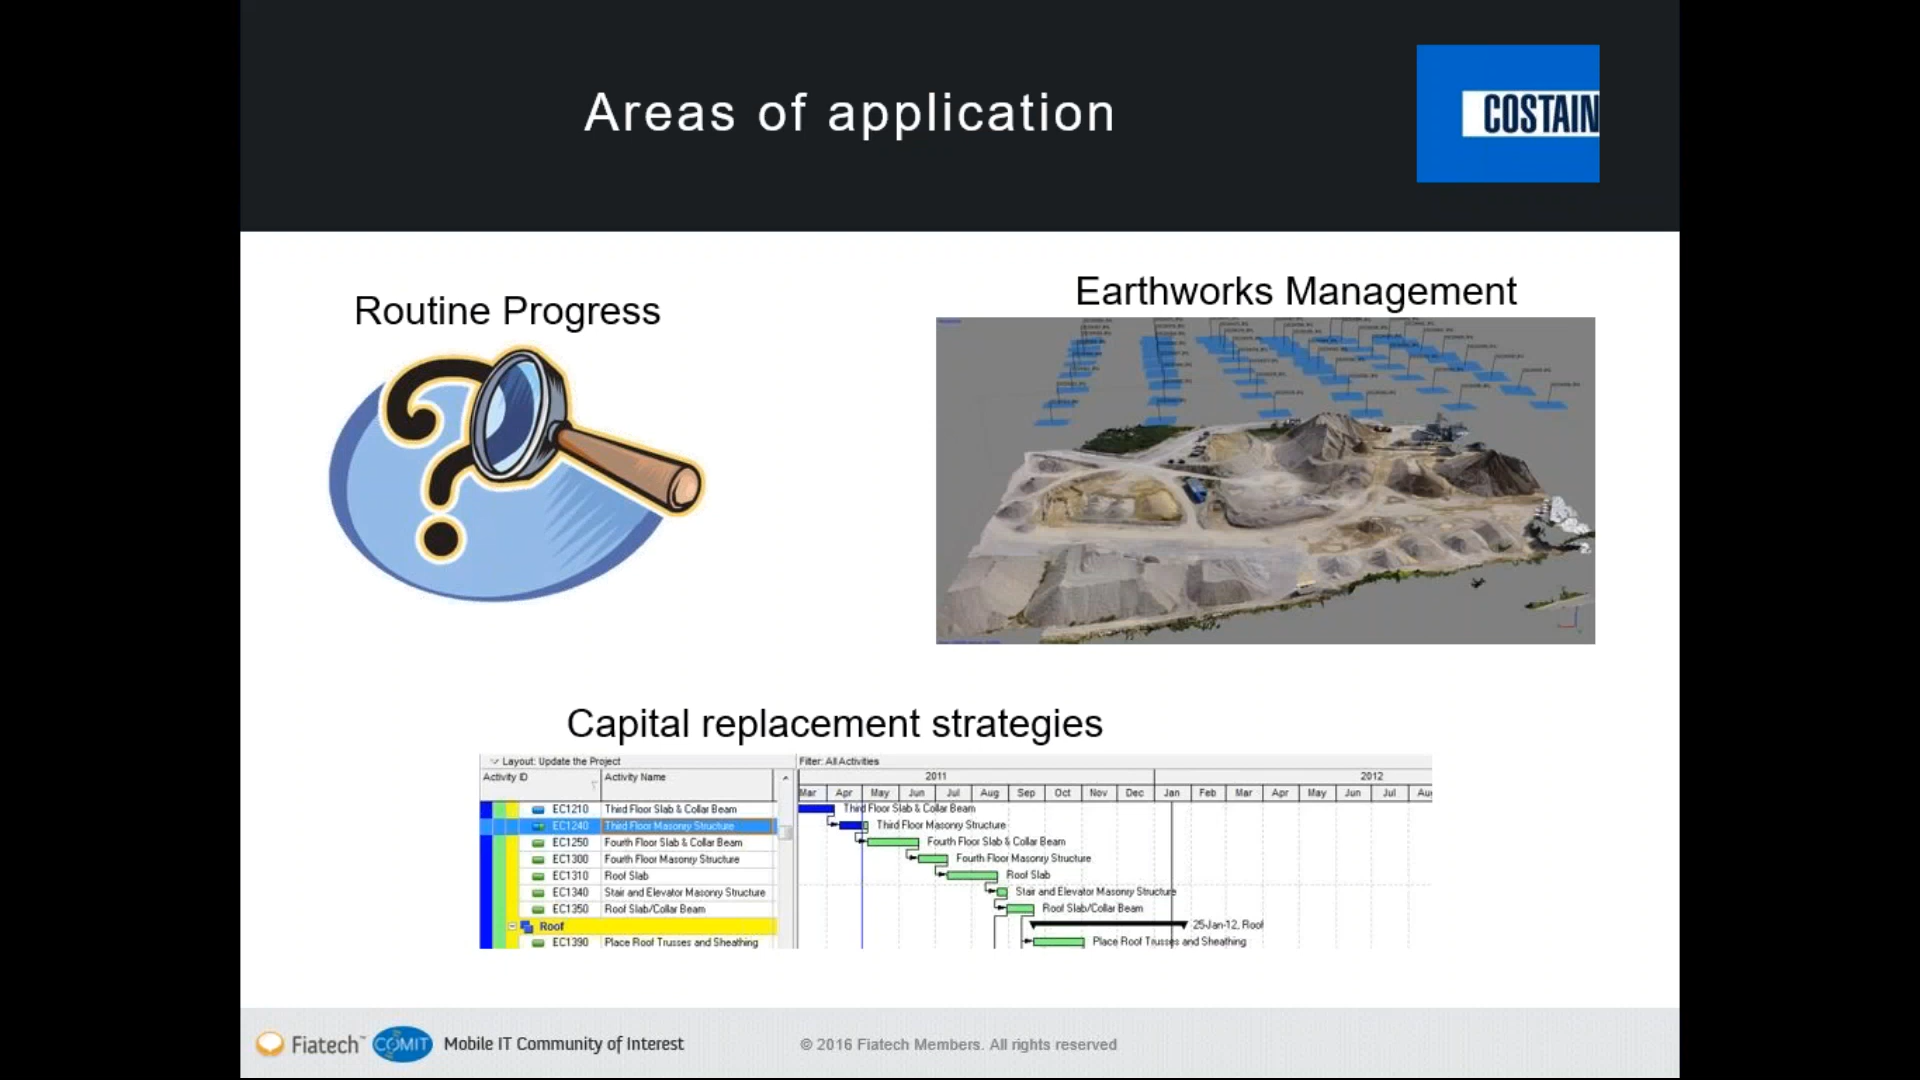 Areas of application
COSTAIN
Routine Progress
Earthworks Management
Capital replacement strategies
Layout: Update the Project
Filter: All Activities
Activity ID
Activity Name
2011
2012
Mar Apr May Jun Jul Aug Sep Oct Nov Dec Jan Feb Mar Apr May Jun Jul Au
EC1210 Third Floor Slab & Collar Beam
EC1240 Third Floor Masonry Structure
EC1250 Fourth Floor Slab & Collar Beam
EC1300 Fourth Floor Masonry Structure
EC1310 Roof Slab
EC1340 Stair and Elevator Masonry Structure
EC1350 Roof Slab/Collar Beam
Roof
EC1390 Place Roof Trusses and Sheathing
Third Floor Slab & Collar Beam
Third Floor Masonry Structure
Fourth Floor Slab & Collar Beam
Fourth Floor Masonry Structure
Roof Slab
Stair and Elevator Masonry Structure
Roof Slab/Collar Beam
25-Jan-12, Roof
Place Roof Trusses and Sheathing
Fiatech™ COMIT Mobile IT Community of Interest
© 2016 Fiatech Members. All rights reserved